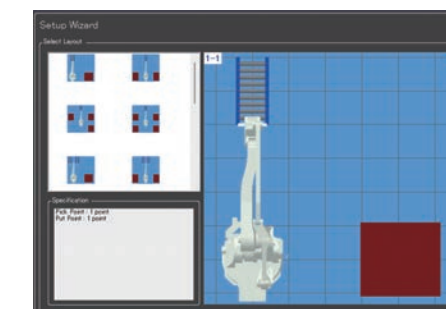 Setup Wizard
Select Layout
1-1
Specification
Pick Point : 1 point
Put Point : 1 point